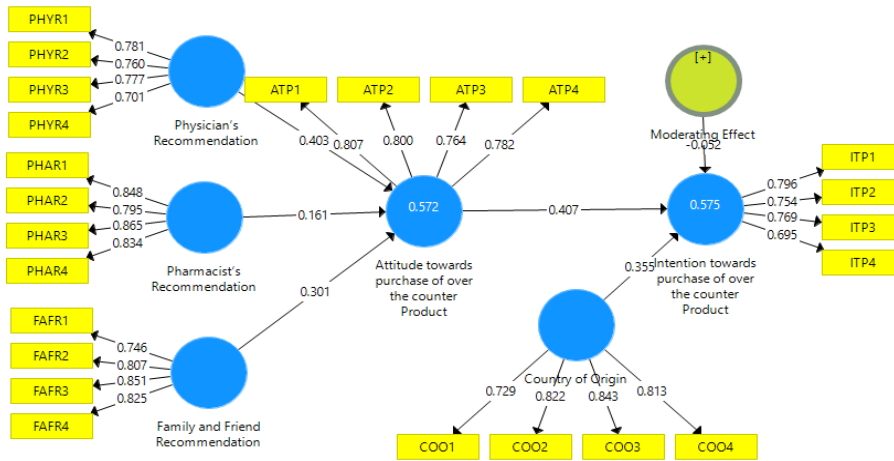 PHYR1
PHYR2
PHYR3
PHYR4
0.781
0.760
0.777
0.701
Physician's
Recommendation
ATP1
ATP2
ATP3
ATP4
0.403
0.807
0.800
0.764
0.782
[+]
Moderating Effect
-0.052
PHAR1
PHAR2
PHAR3
PHAR4
0.848
0.795
0.865
0.834
Pharmacist's
Recommendation
0.161
0.572
Attitude towards
purchase of over
the counter
Product
0.407
0.575
Intention towards
purchase of over
the counter
Product
0.796
0.754
0.769
0.695
ITP1
ITP2
ITP3
ITP4
0.301
0.355
FAFR1
FAFR2
FAFR3
FAFR4
0.746
0.807
0.851
0.825
Family and Friend
Recommendation
Country of Origin
0.729
0.822
0.843
0.813
COO1
COO2
COO3
COO4